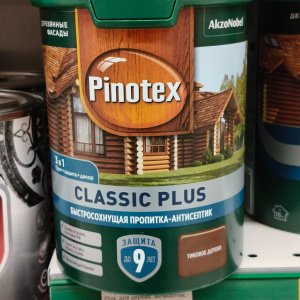 ДЕРЕВЯННЫЕ
ФАСАДЫ
AkzoNobel
Pinotex
3 в 1
CLASSIC PLUS
БЫСТРОСОХНУЩАЯ ПРОПИТКА-АНТИСЕПТИК
ЗАЩИТА
ДО 9 ЛЕТ
ТИКОВОЕ ДЕРЕВО